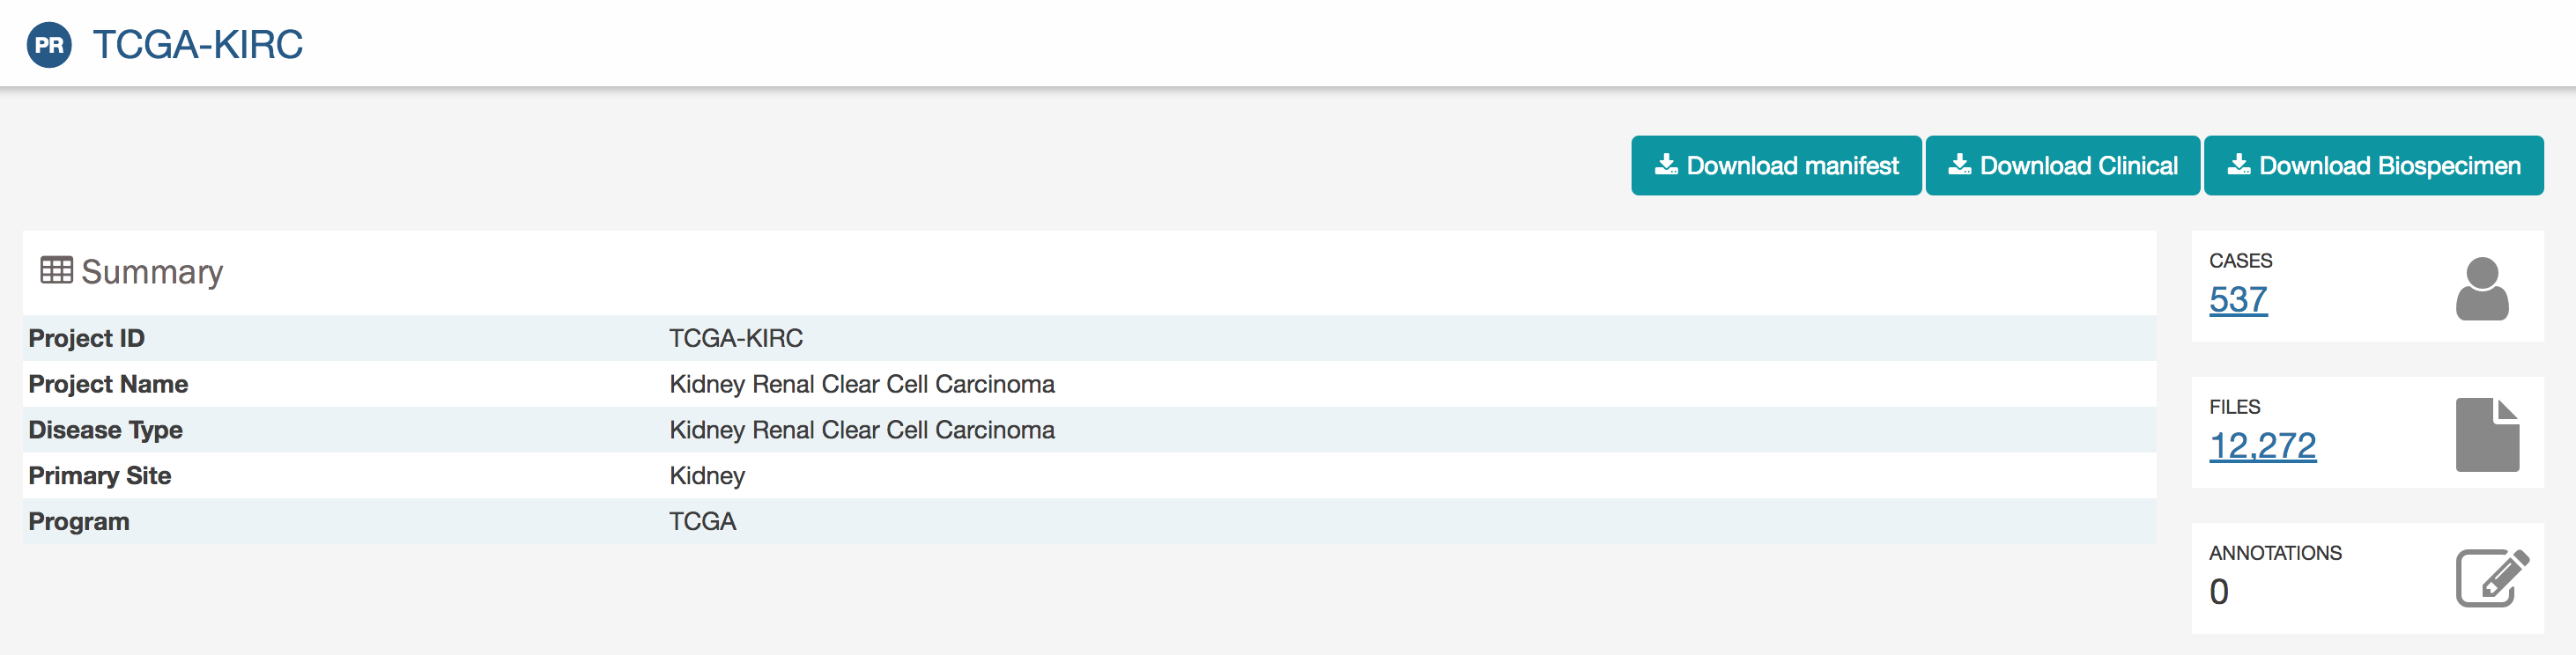 PR TCGA-KIRC
Download manifest Download Clinical Download Biospecimen
Summary
Project ID TCGA-KIRC
Project Name Kidney Renal Clear Cell Carcinoma
Disease Type Kidney Renal Clear Cell Carcinoma
Primary Site Kidney
Program TCGA
CASES
537
FILES
12,272
ANNOTATIONS
0